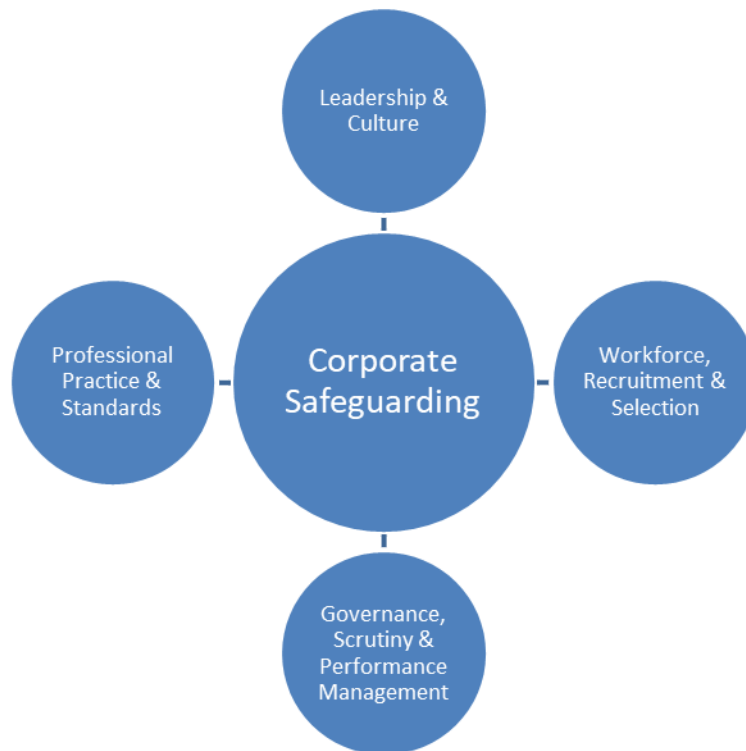 Leadership &
Culture
Professional
Practice &
Standards
Corporate
Safeguarding
Workforce,
Recruitment &
Selection
Governance,
Scrutiny &
Performance
Management